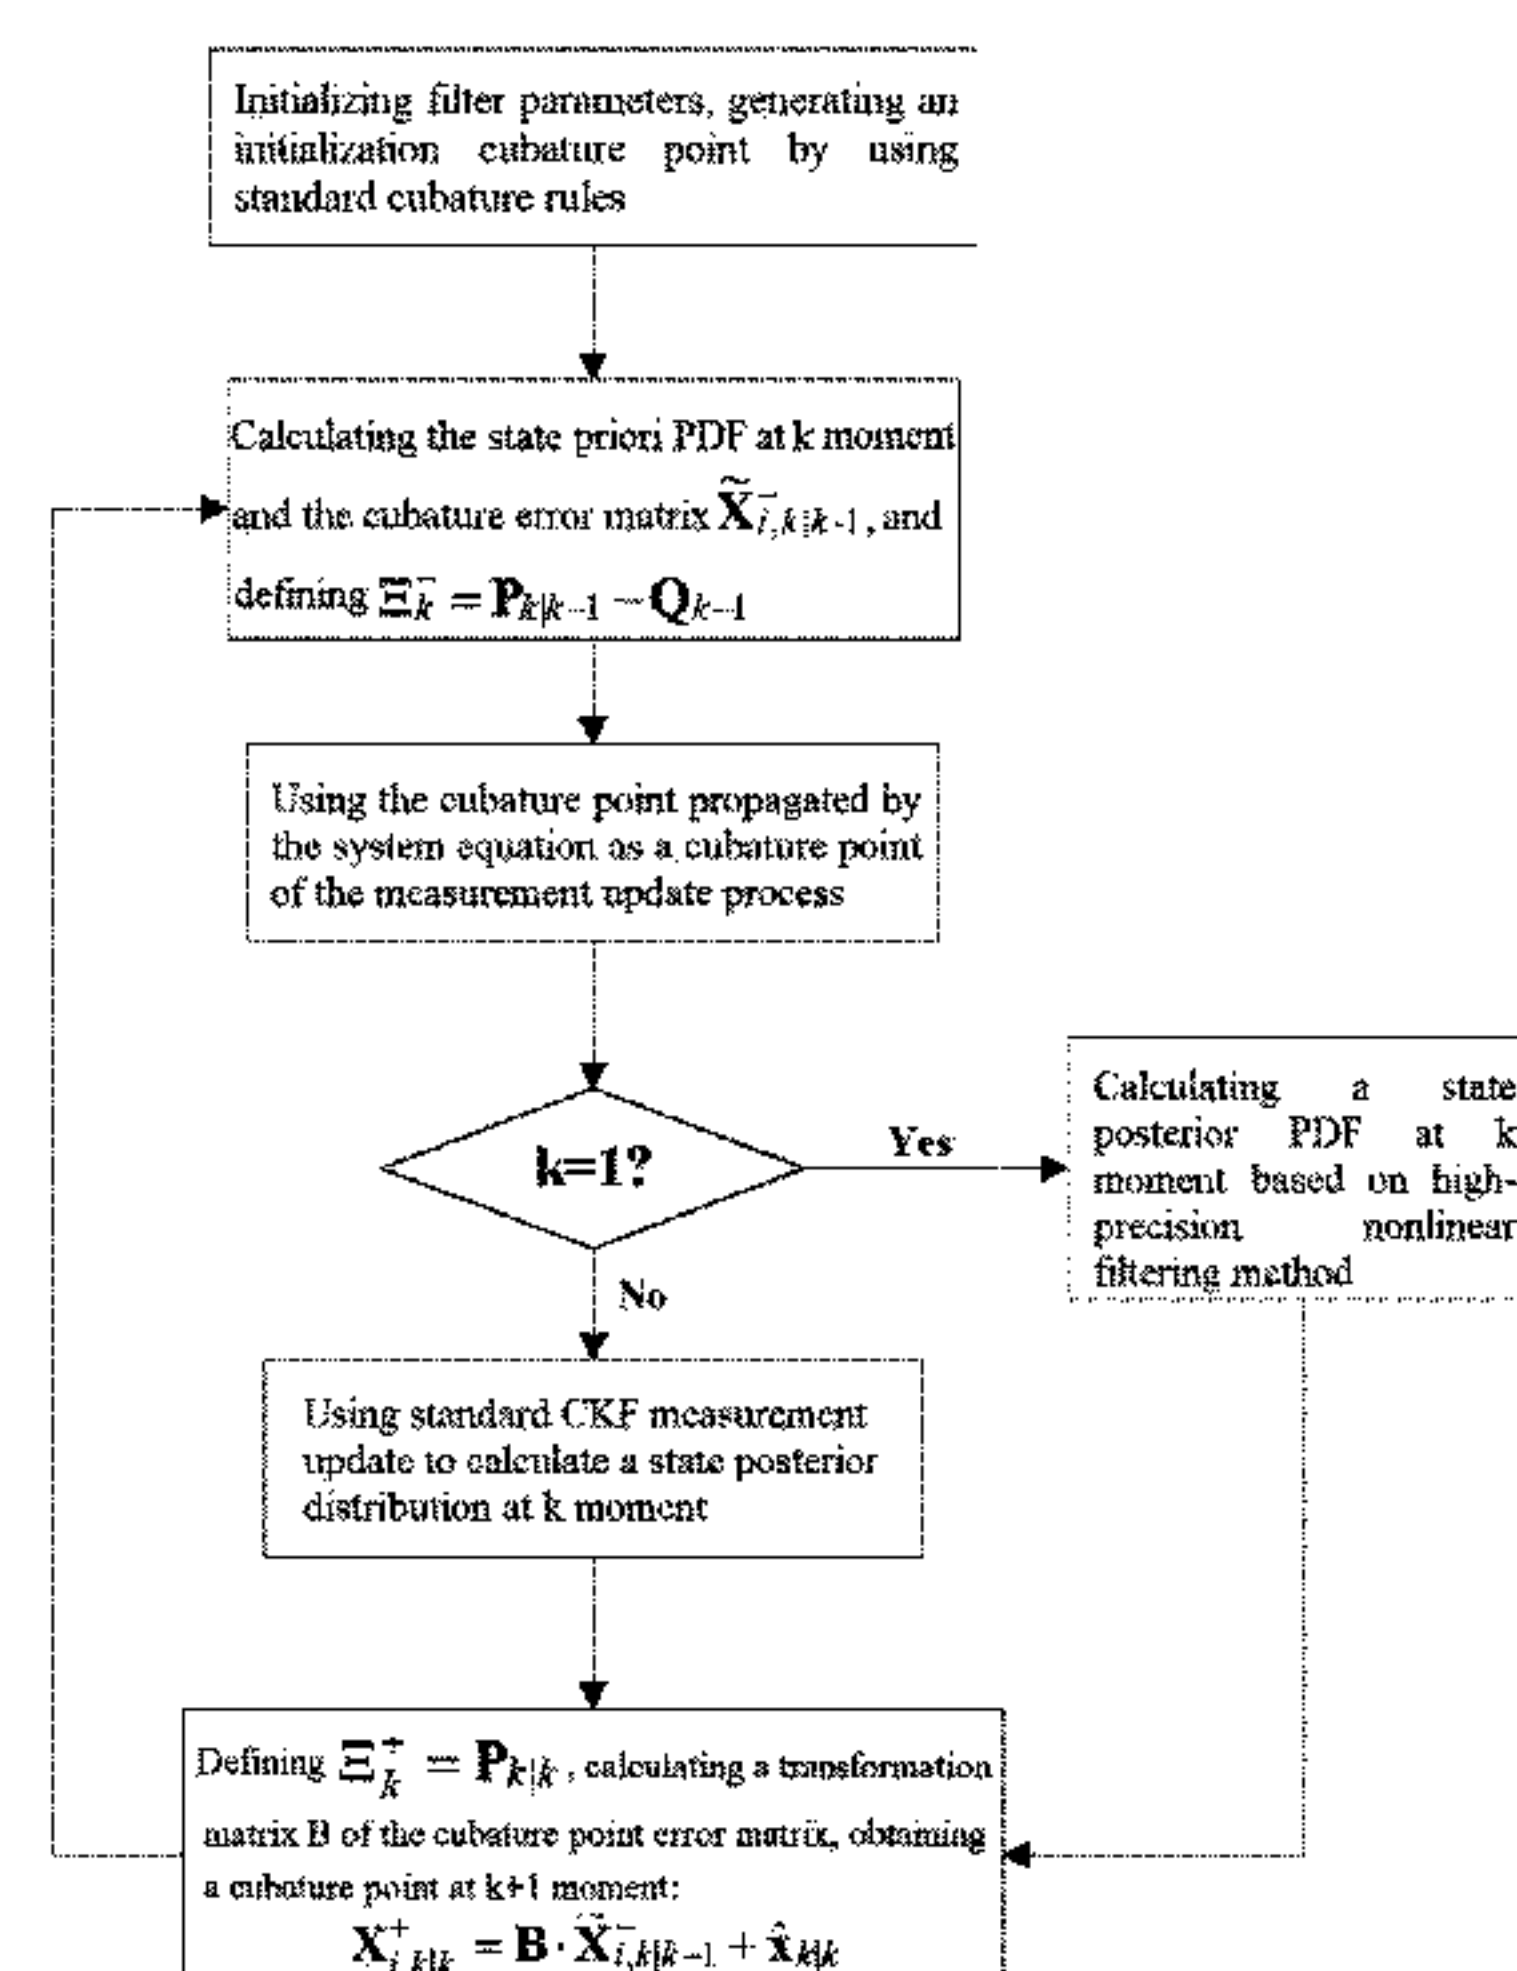 Initializing filter parameters, generating an
initialization cubature point by using
standard cubature rules
Calculating the state priori PDF at k moment
and the cubature error matrix X̃⁻ᵢ,ₖ|ₖ₋₁, and
defining Ξ⁻ₖ = Pₖ|ₖ₋₁ − Qₖ₋₁
Using the cubature point propagated by
the system equation as a cubature point
of the measurement update process
k=1?
Yes
Calculating a state
posterior PDF at k
moment based on high-
precision nonlinear
filtering method
No
Using standard CKF measurement
update to calculate a state posterior
distribution at k moment
Defining Ξ⁺ₖ = Pₖ|ₖ, calculating a transformation
matrix B of the cubature point error matrix, obtaining
a cubature point at k+1 moment:
X⁺ᵢ,ₖ|ₖ = B · X̃⁻ᵢ,ₖ|ₖ₋₁ + x̂ₖ|ₖ